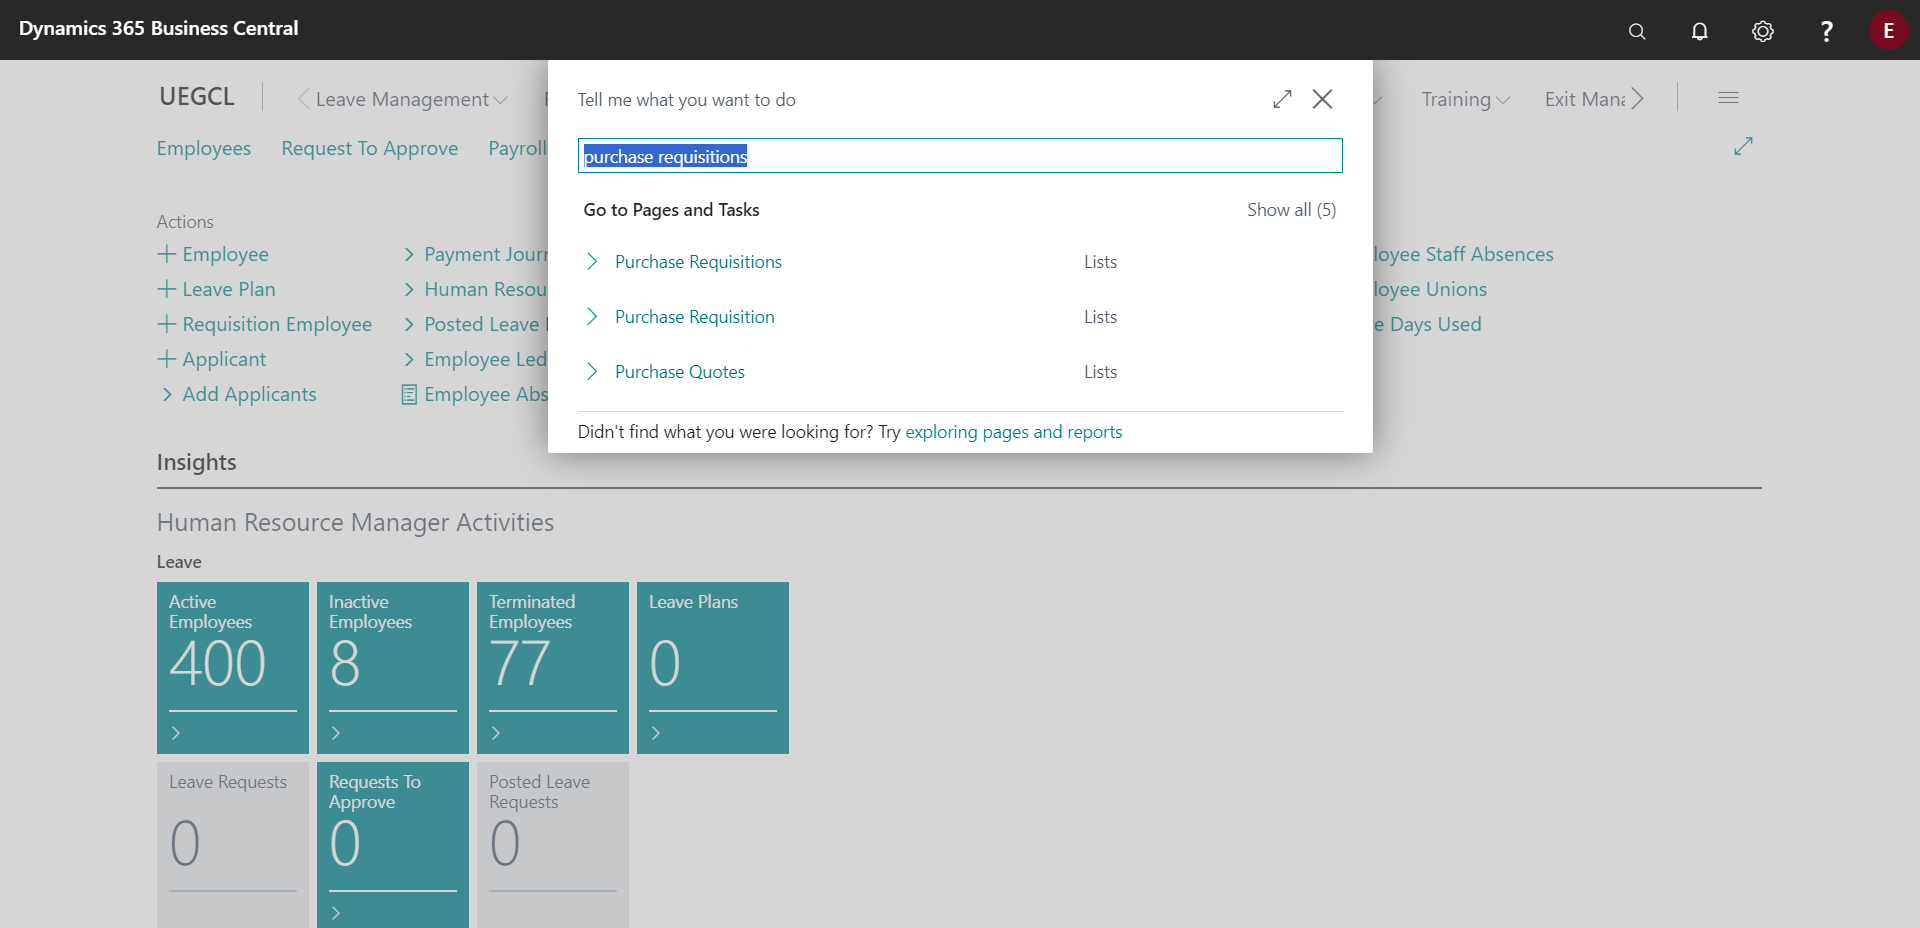 Dynamics 365 Business Central
?
E
UEGCL
Leave Management
Training
Exit Mana
Employees
Request To Approve
Payroll
Tell me what you want to do
purchase requisitions
Go to Pages and Tasks
Show all (5)
Purchase Requisitions
Lists
Purchase Requisition
Lists
Purchase Quotes
Lists
Didn't find what you were looking for? Try exploring pages and reports
Actions
+ Employee
Payment Journ
loyee Staff Absences
+ Leave Plan
Human Resou
loyee Unions
+ Requisition Employee
Posted Leave
e Days Used
+ Applicant
Employee Led
Add Applicants
Employee Abs
Insights
Human Resource Manager Activities
Leave
Active
Employees
400
Inactive
Employees
8
Terminated
Employees
77
Leave Plans
0
Leave Requests
0
Requests To
Approve
0
Posted Leave
Requests
0